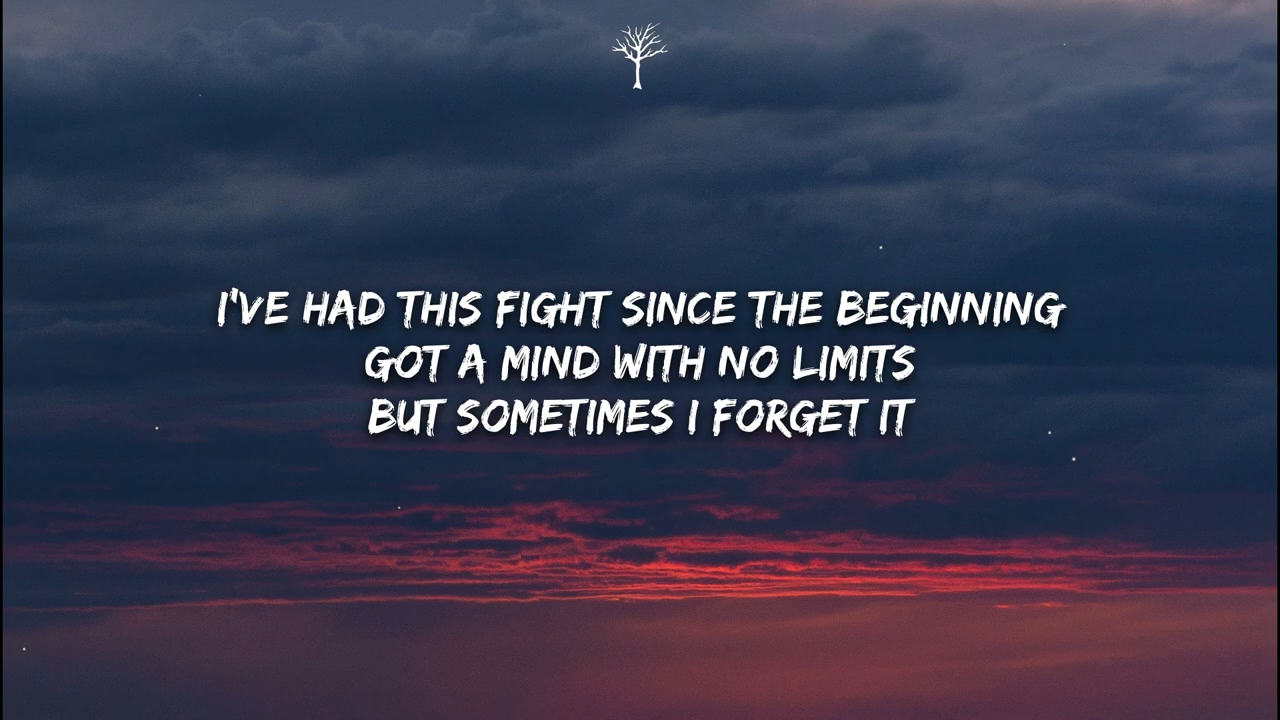 I'VE HAD THIS FIGHT SINCE THE BEGINNING
GOT A MIND WITH NO LIMITS
BUT SOMETIMES I FORGET IT